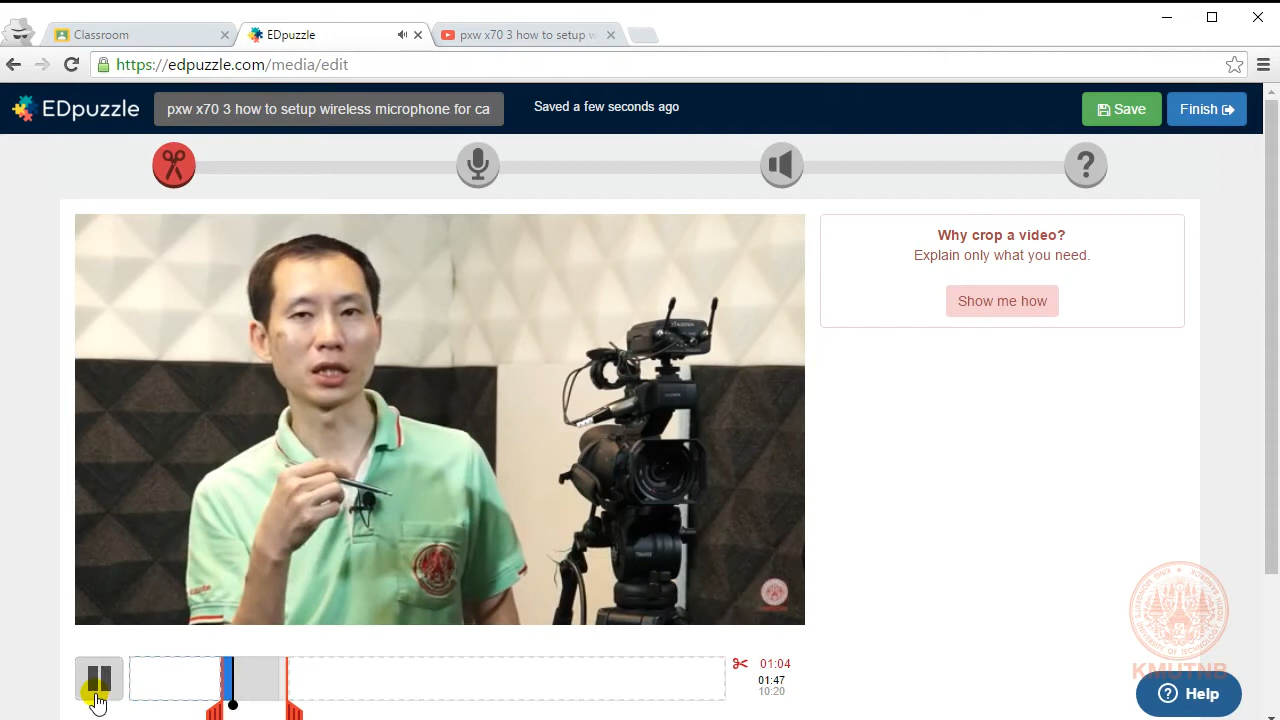 Classroom
EDpuzzle
pxw x70 3 how to setup w
https://edpuzzle.com/media/edit
EDpuzzle
pxw x70 3 how to setup wireless microphone for ca
Saved a few seconds ago
Save
Finish
?
Why crop a video?
Explain only what you need.
Show me how
01:04
01:47
10:20
KMUTNB
? Help